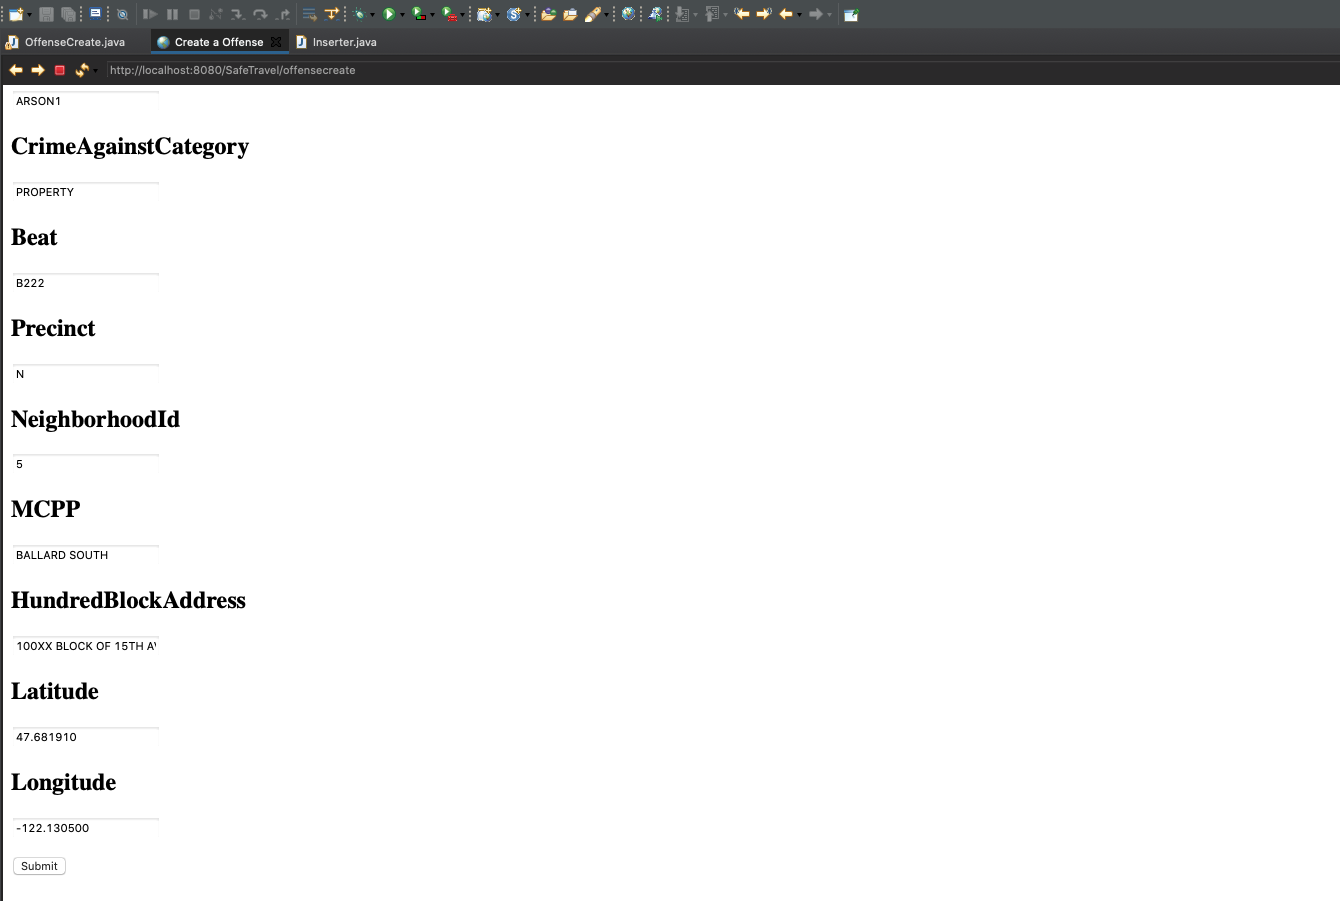 OffenseCreate.java
Create a Offense
Inserter.java
http://localhost:8080/SafeTravel/offensecreate
ARSON1
CrimeAgainstCategory
PROPERTY
Beat
B222
Precinct
N
NeighborhoodId
5
MCPP
BALLARD SOUTH
HundredBlockAddress
100XX BLOCK OF 15TH
Latitude
47.681910
Longitude
-122.130500
Submit